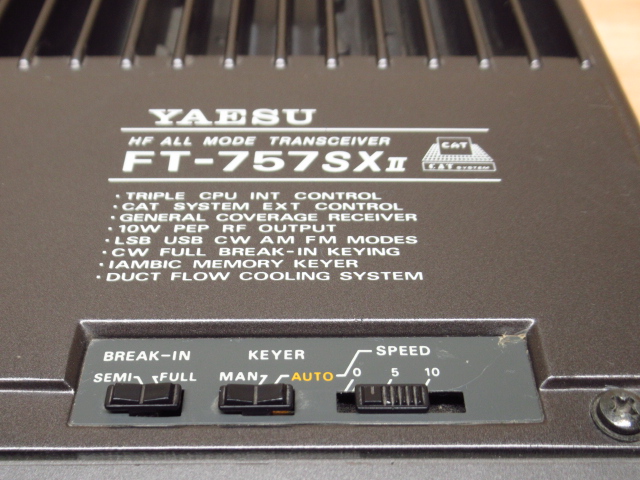 YAESU
HF ALL MODE TRANSCEIVER
FT-757SXII
CAT
CAT SYSTEM
· TRIPLE CPU INT CONTROL
· CAT SYSTEM EXT CONTROL
· GENERAL COVERAGE RECEIVER
· 10W PEP RF OUTPUT
· LSB USB CW AM FM MODES
· CW FULL BREAK-IN KEYING
· IAMBIC MEMORY KEYER
· DUCT FLOW COOLING SYSTEM
BREAK-IN KEYER SPEED
SEMI FULL MAN AUTO 0 5 10